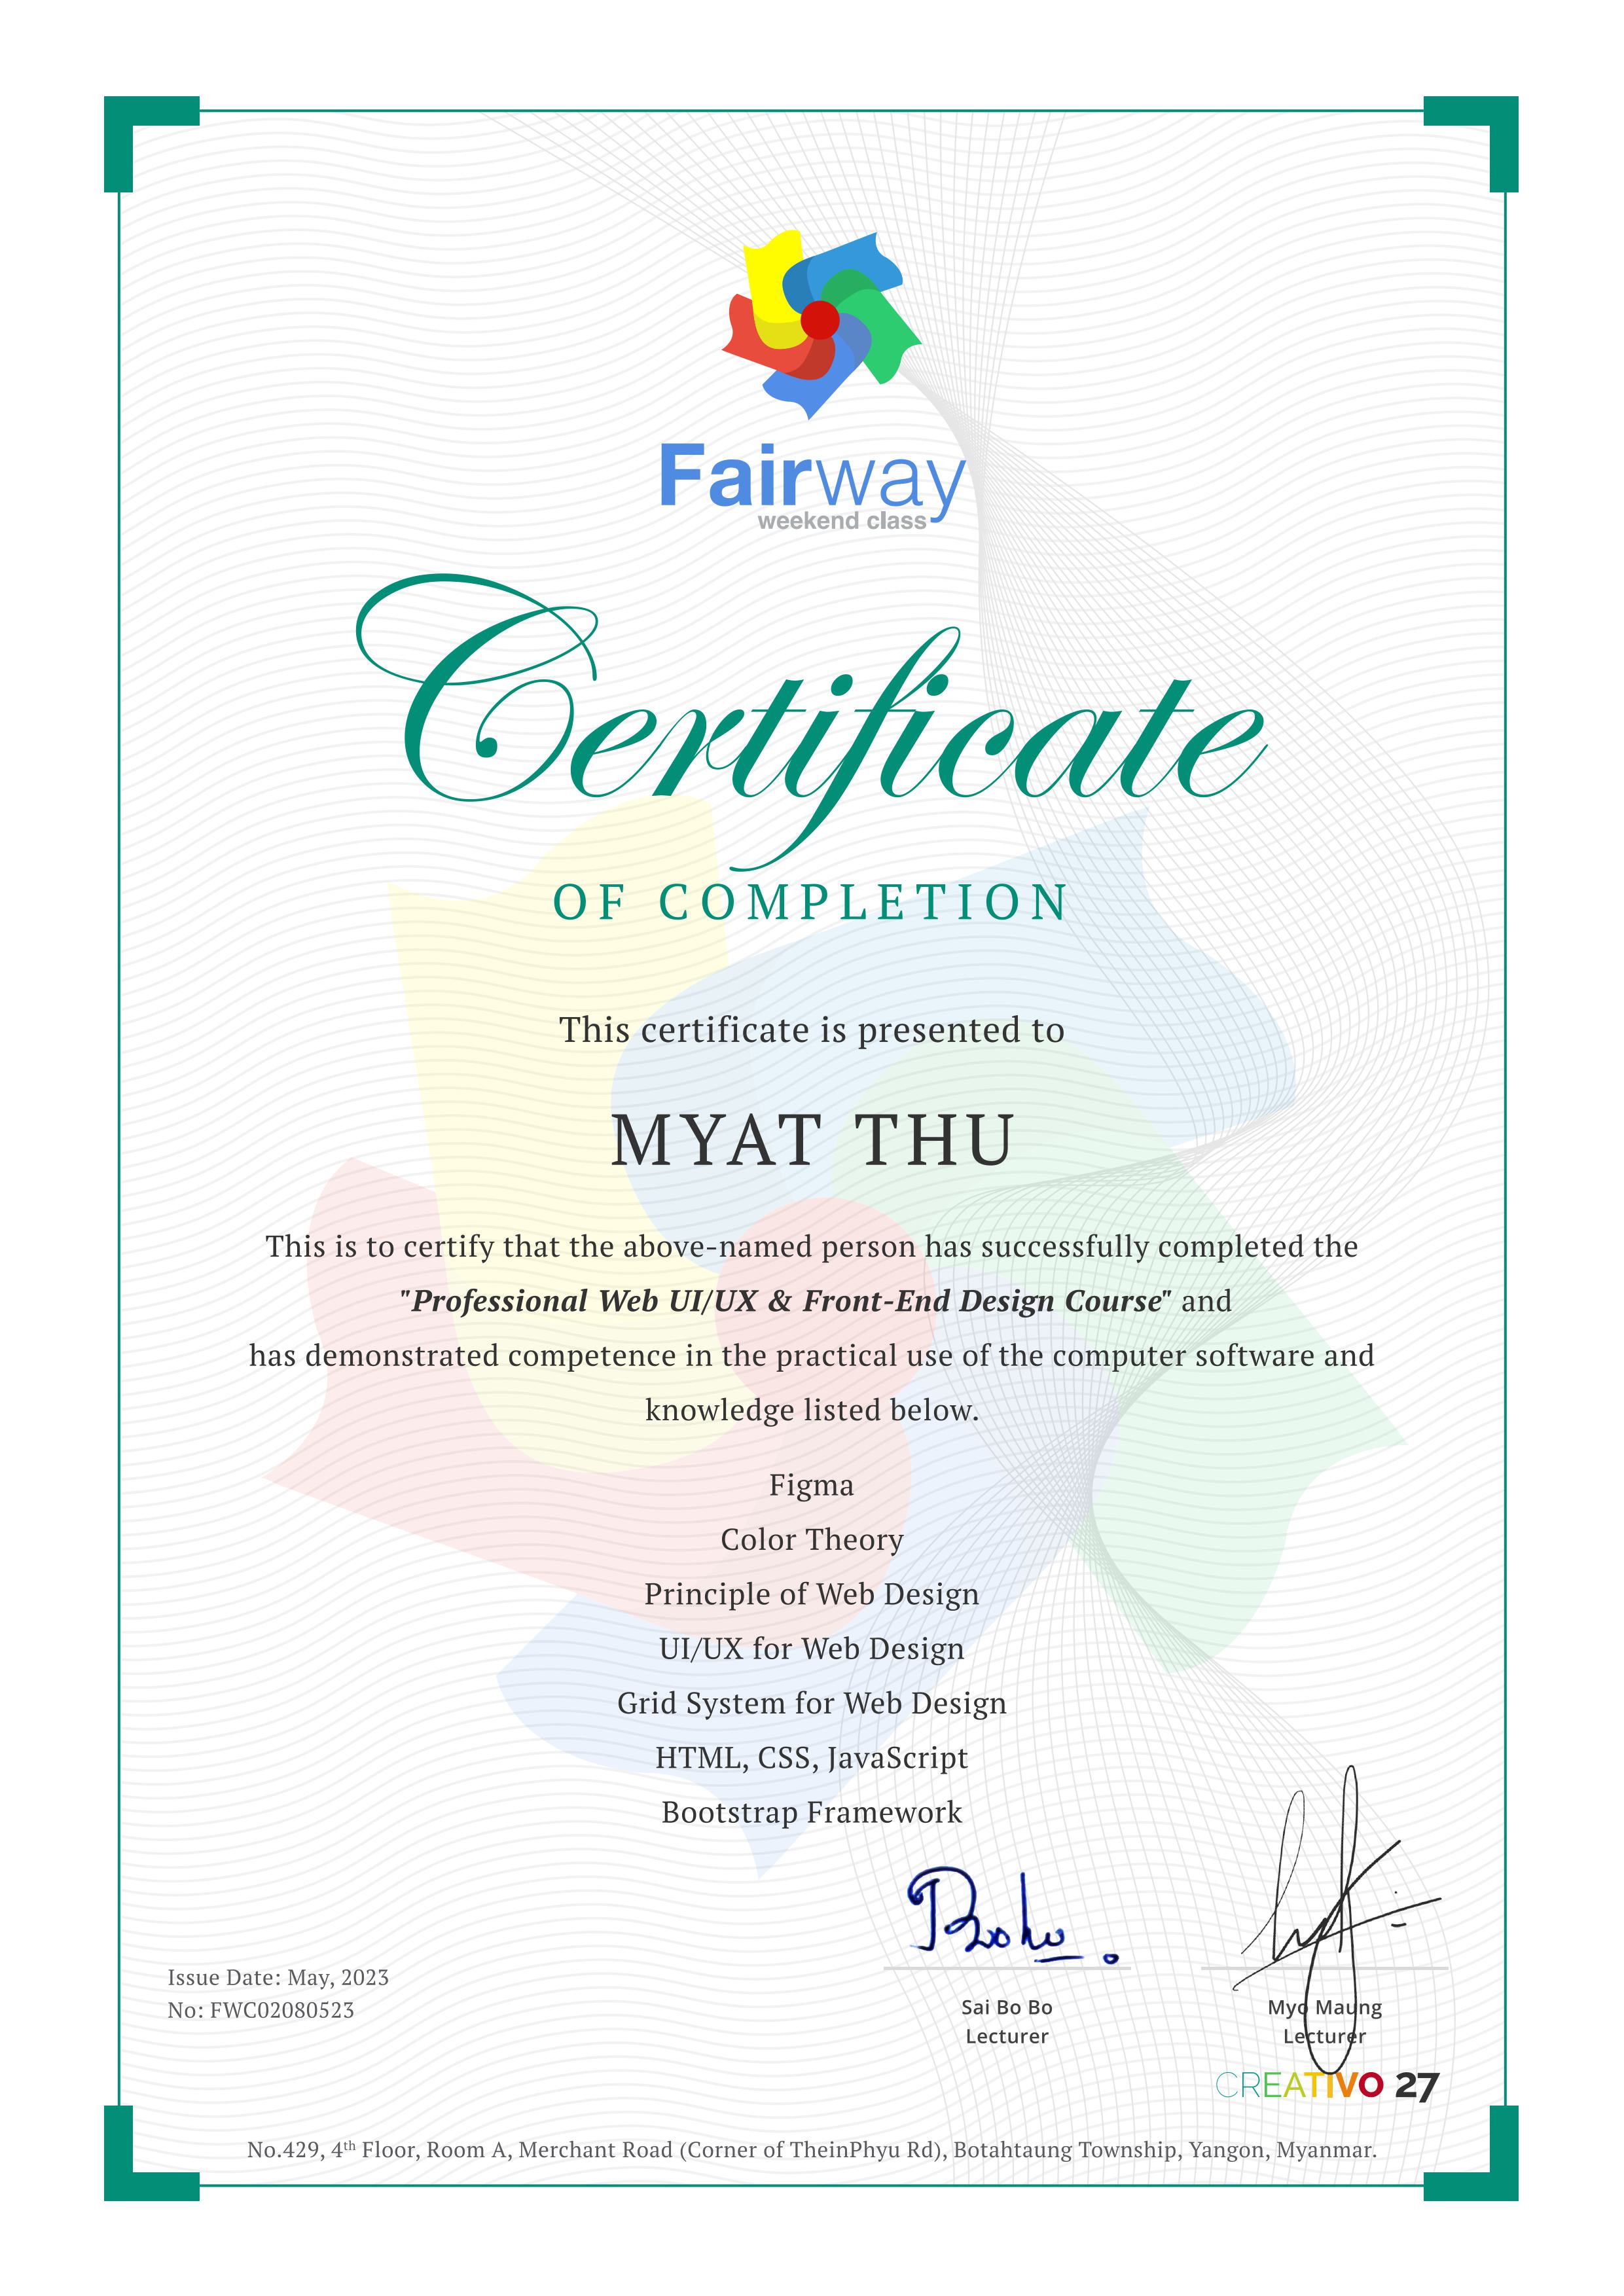 Fairway
weekend class
Certificate
OF COMPLETION
This certificate is presented to
MYAT THU
This is to certify that the above-named person has successfully completed the
"Professional Web UI/UX & Front-End Design Course" and
has demonstrated competence in the practical use of the computer software and
knowledge listed below.
Figma
Color Theory
Principle of Web Design
UI/UX for Web Design
Grid System for Web Design
HTML, CSS, JavaScript
Bootstrap Framework
Issue Date: May, 2023
No: FWC02080523
Sai Bo Bo
Lecturer
Myo Maung
Lecturer
CREATIVO 27
No.429, 4th Floor, Room A, Merchant Road (Corner of TheinPhyu Rd), Botahtaung Township, Yangon, Myanmar.